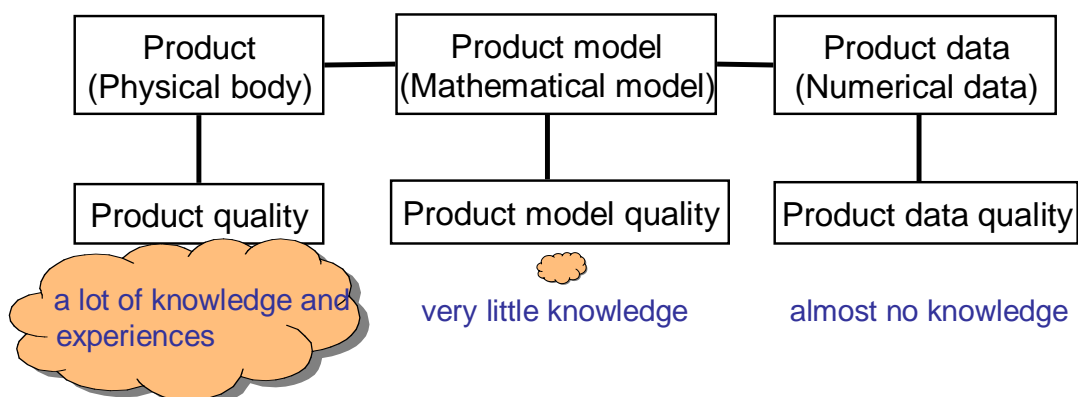 Product
(Physical body)
Product model
(Mathematical model)
Product data
(Numerical data)
Product quality
Product model quality
Product data quality
a lot of knowledge and
experiences
very little knowledge
almost no knowledge